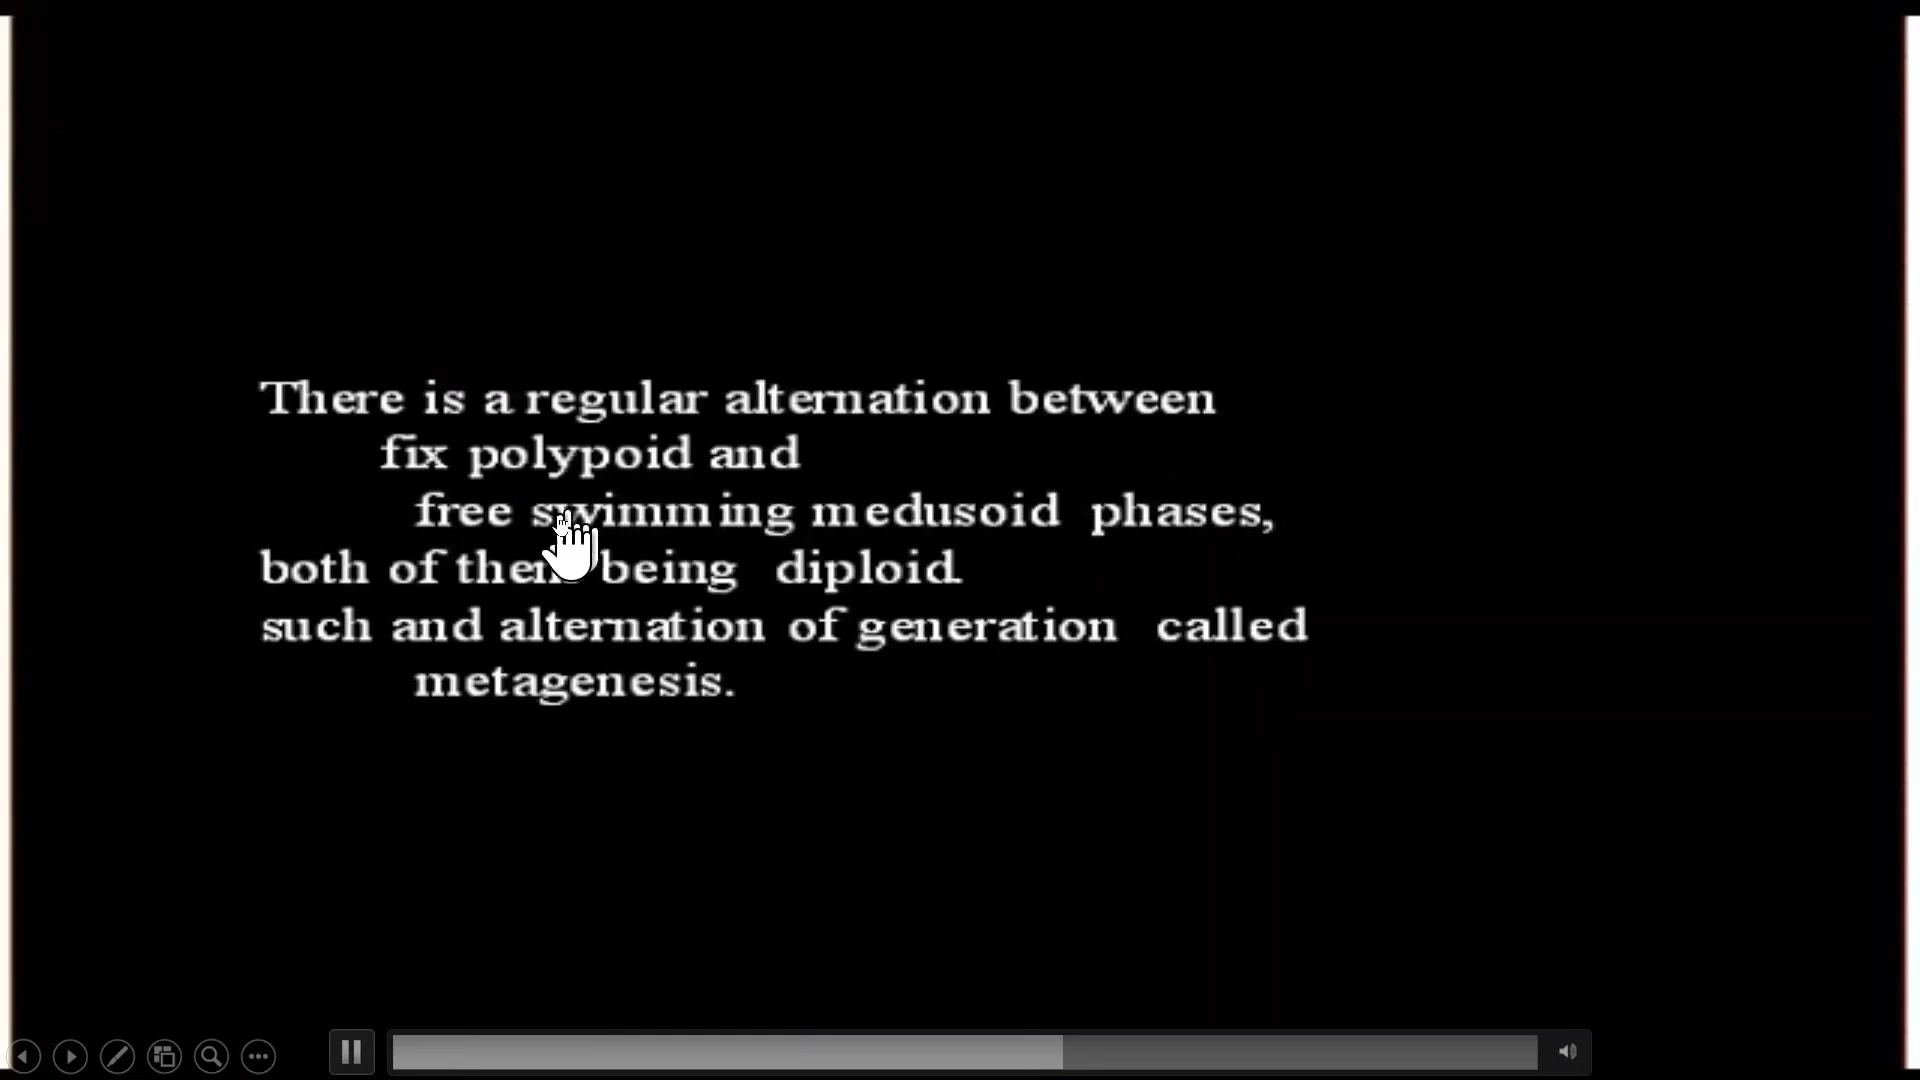 There is a regular alternation between
fix polypoid and
free swimming medusoid phases,
both of them being diploid.
such and alternation of generation called
metagenesis.